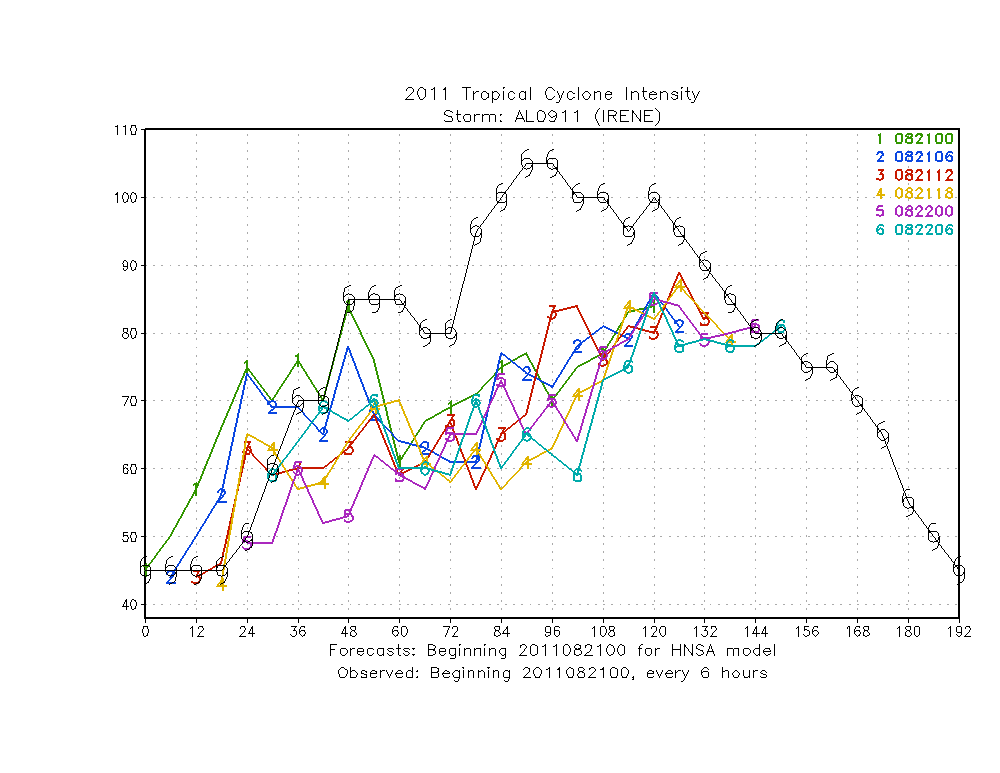 2011 Tropical Cyclone Intensity
Storm: AL0911 (IRENE)
110
100
90
80
70
60
50
40
1 082100
2 082106
3 082112
4 082118
5 082200
6 082206
0 12 24 36 48 60 72 84 96 108 120 132 144 156 168 180 192
Forecasts: Beginning 2011082100 for HNSA model
Observed: Beginning 2011082100, every 6 hours